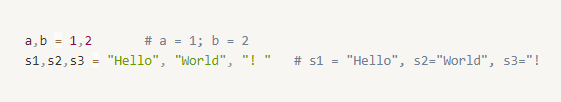 a,b = 1,2       # a = 1; b = 2
s1,s2,s3 = "Hello", "World", "! "   # s1 = "Hello", s2="World", s3="!